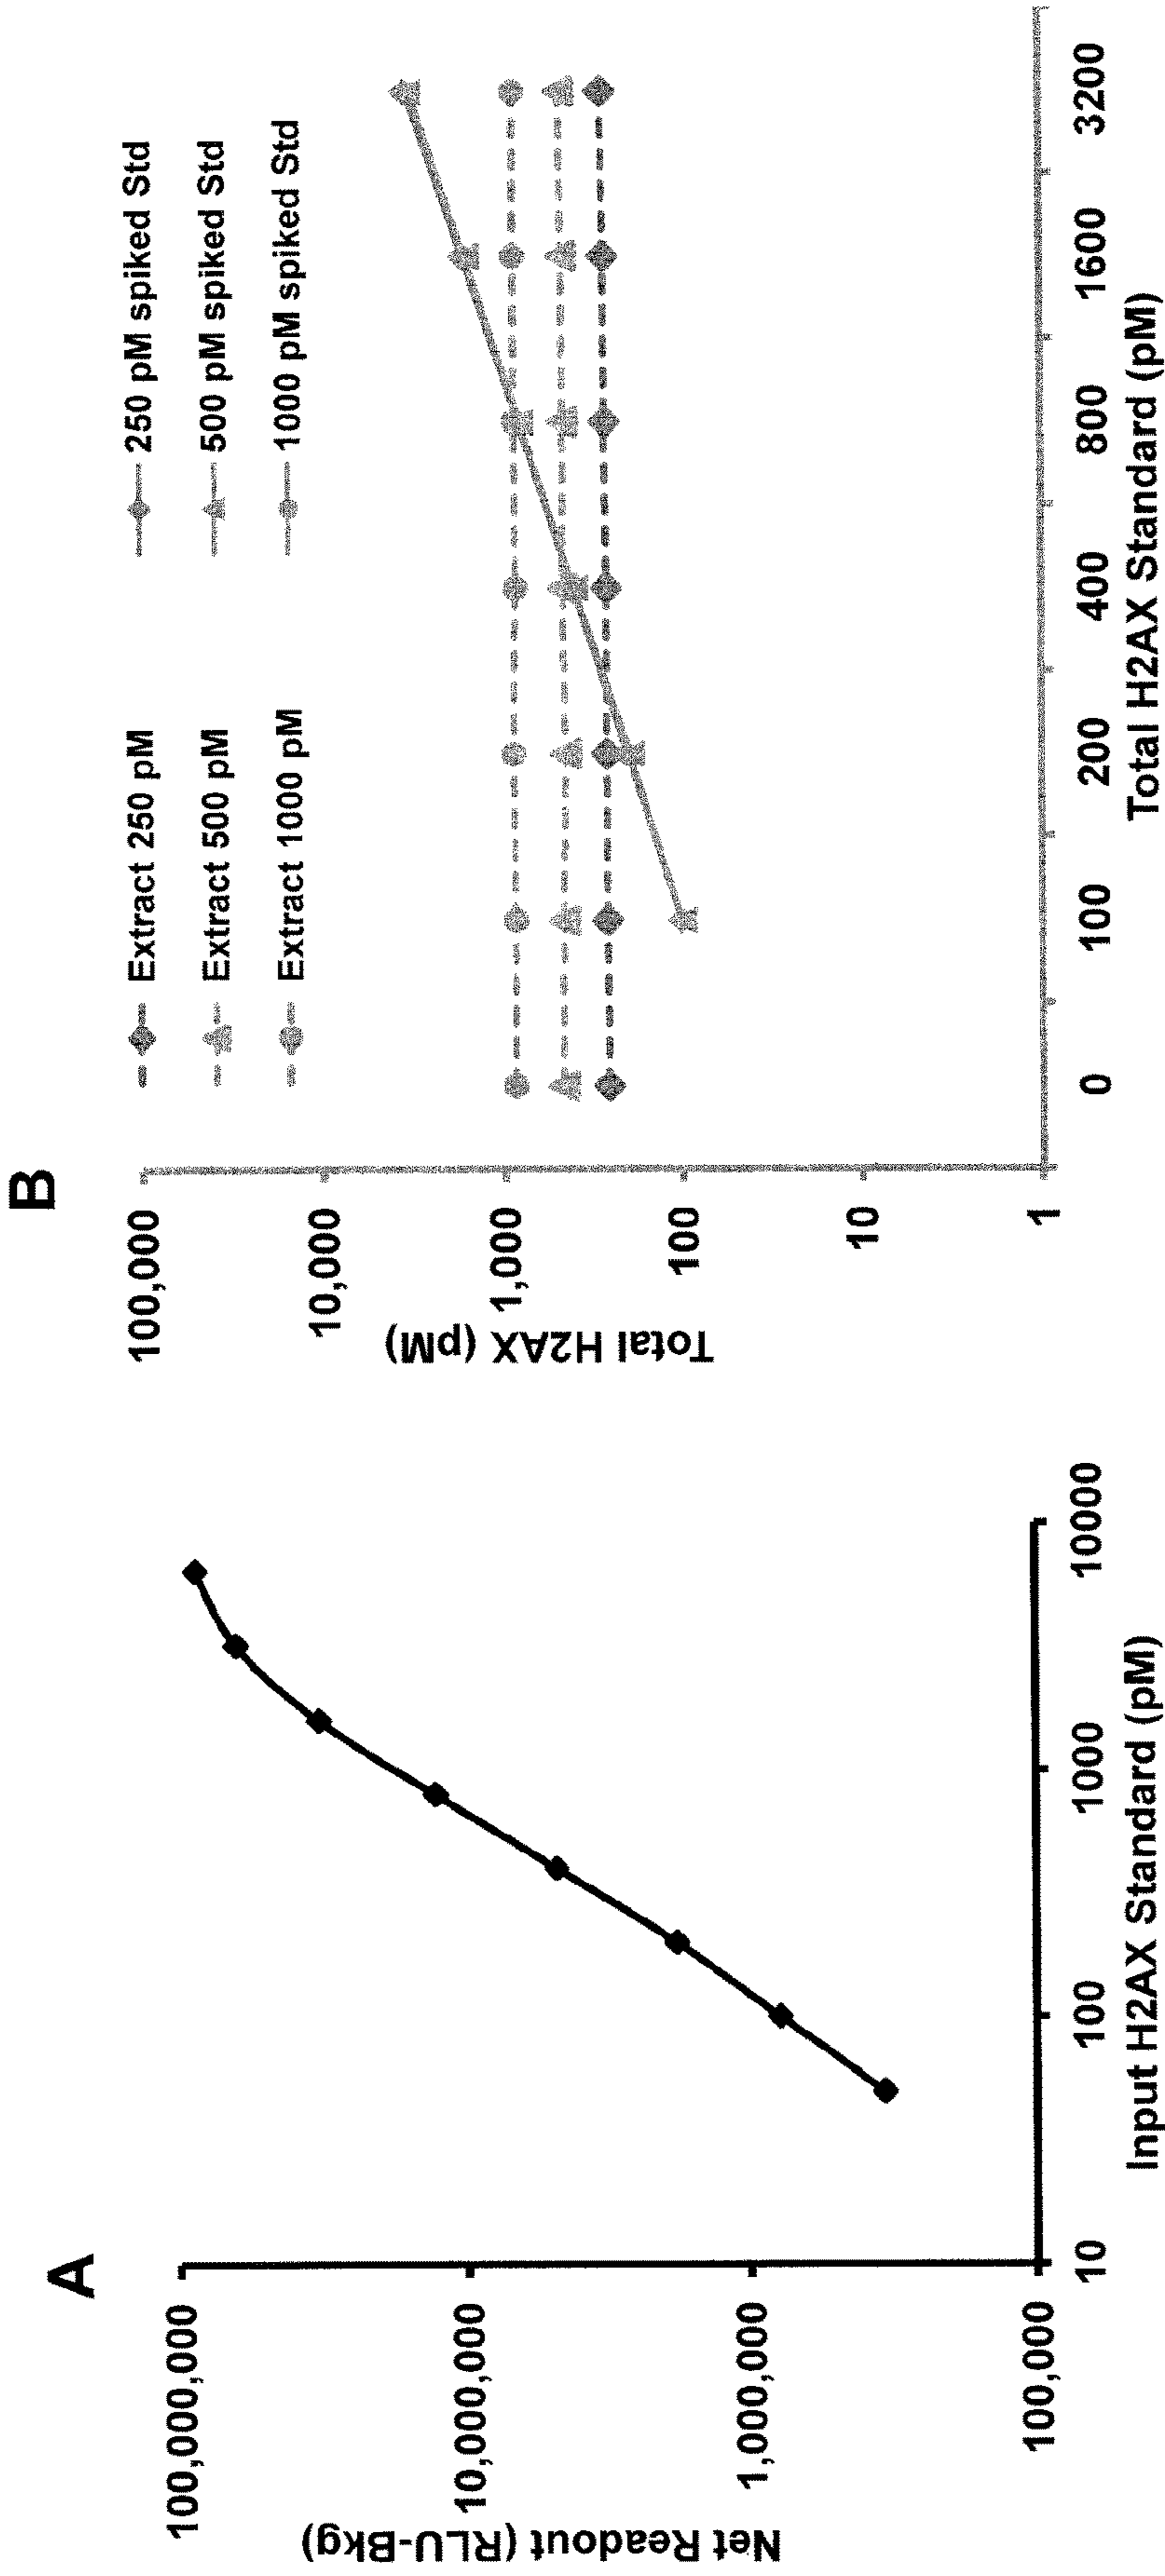 A
100,000,000
10,000,000
1,000,000
100,000
Net Readout (RLU-Bkg)
10
100
1000
10000
Input H2AX Standard (pM)
B
Extract 250 pM
Extract 500 pM
Extract 1000 pM
250 pM spiked Std
500 pM spiked Std
1000 pM spiked Std
100,000
10,000
1,000
100
10
1
Total H2AX (pM)
0
100
200
400
800
1600
3200
Total H2AX Standard (pM)